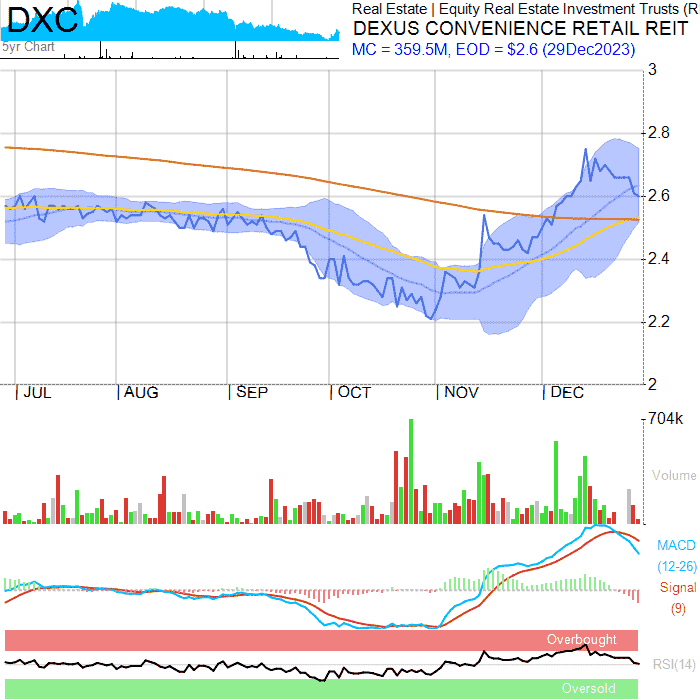 DXC
5yr Chart
Real Estate | Equity Real Estate Investment Trusts (R
DEXUS CONVENIENCE RETAIL REIT
MC = 359.5M, EOD = $2.6 (29Dec2023)
3
2.8
2.6
2.4
2.2
2
JUL AUG SEP OCT NOV DEC
704k
Volume
MACD
(12-26)
Signal
(9)
Overbought
RSI(14)
Oversold